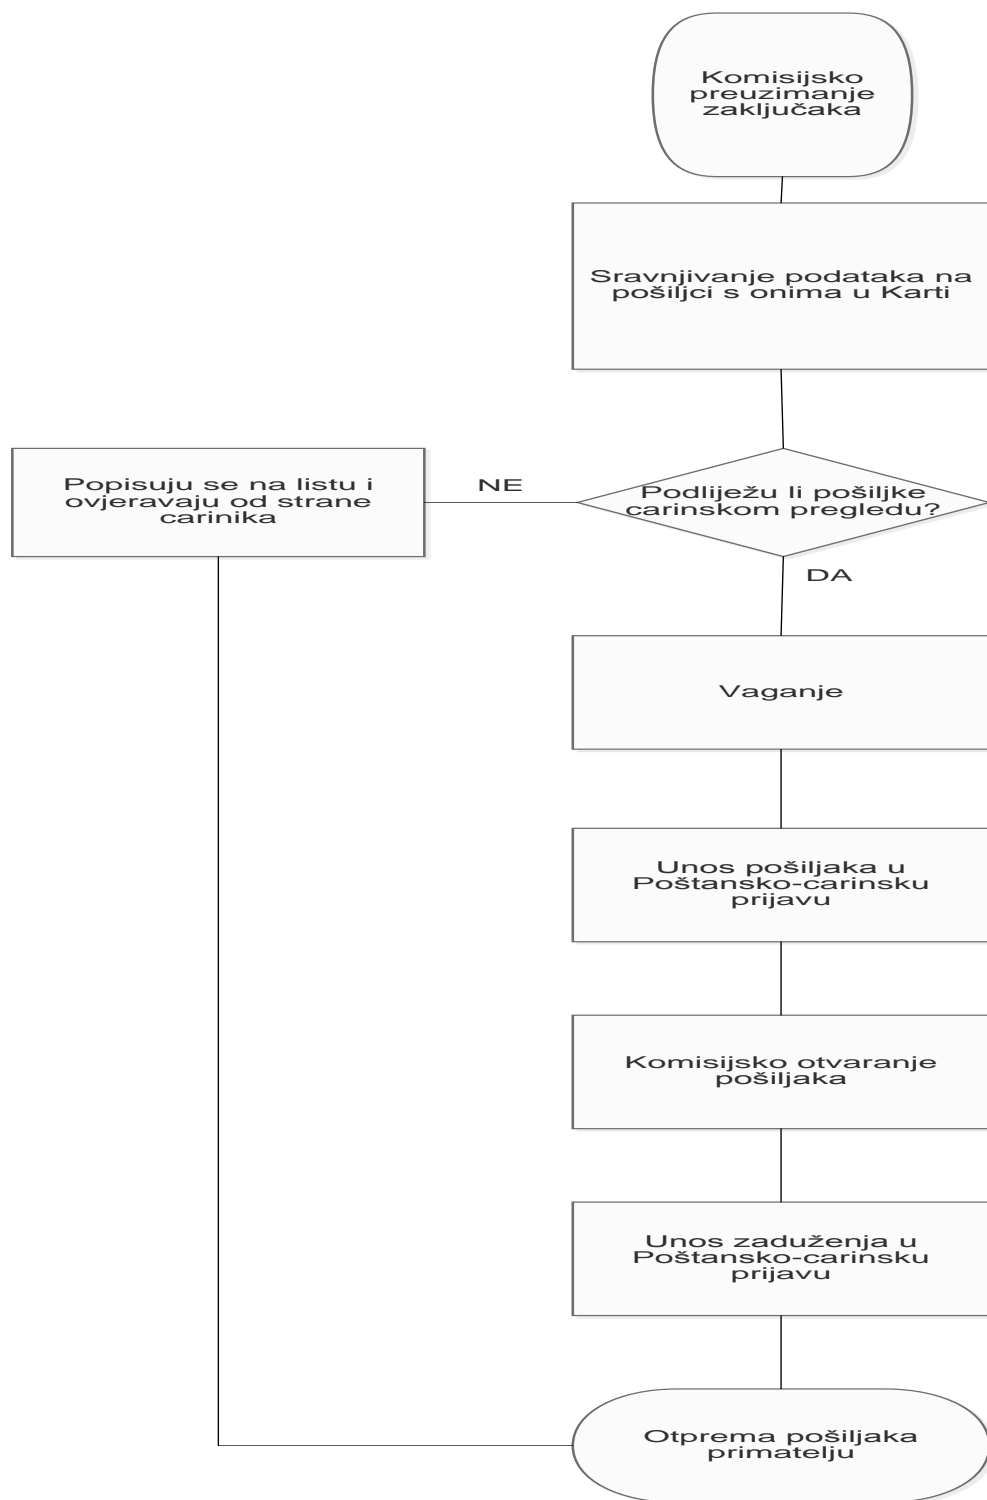 Komisijsko
preuzimanje
zaključaka
Sravnjivanje podataka na
pošiljci s onima u Karti
Podliježu li pošiljke
carinskom pregledu?
NE
Popisuju se na listu i
ovjeravaju od strane
carinika
DA
Vaganje
Unos pošiljaka u
Poštansko-carinsku
prijavu
Komisijsko otvaranje
pošiljaka
Unos zaduženja u
Poštansko-carinsku
prijavu
Otprema pošiljaka
primatelju